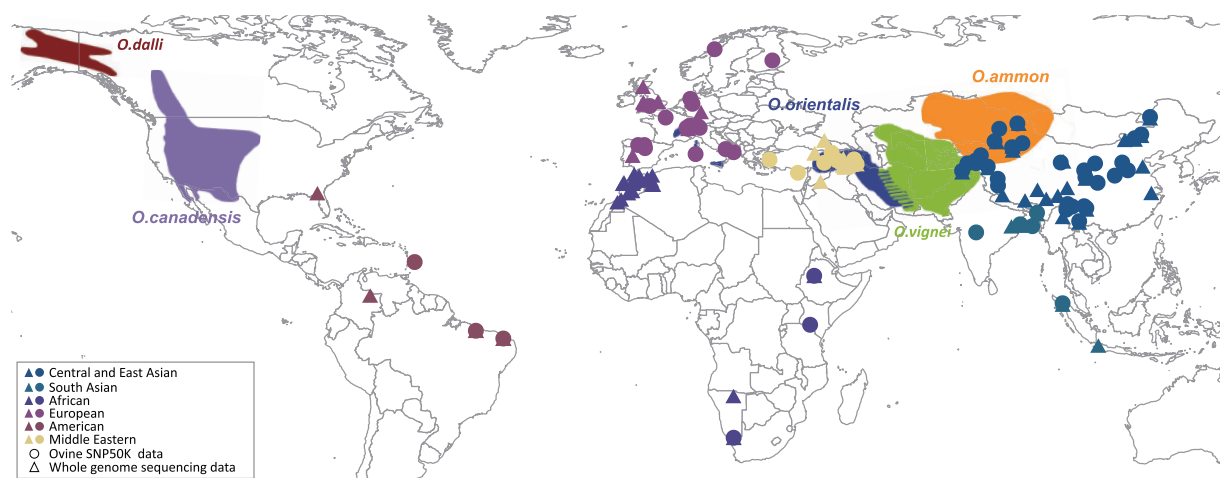 O.dalli
O.ammon
O.orientalis
O.canadensis
O.vignei
Central and East Asian
South Asian
African
European
American
Middle Eastern
Ovine SNP50K data
Whole genome sequencing data